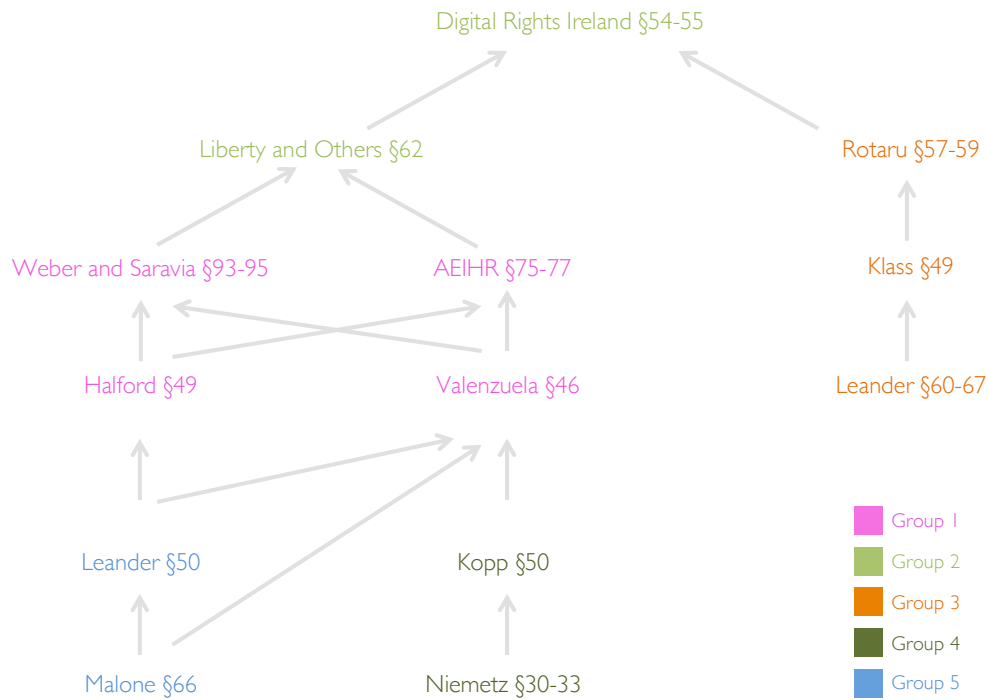 Digital Rights Ireland §54-55
Liberty and Others §62
Rotaru §57-59
Weber and Saravia §93-95
AEIHR §75-77
Klass §49
Halford §49
Valenzuela §46
Leander §60-67
Leander §50
Kopp §50
Malone §66
Niemetz §30-33
Group 1
Group 2
Group 3
Group 4
Group 5